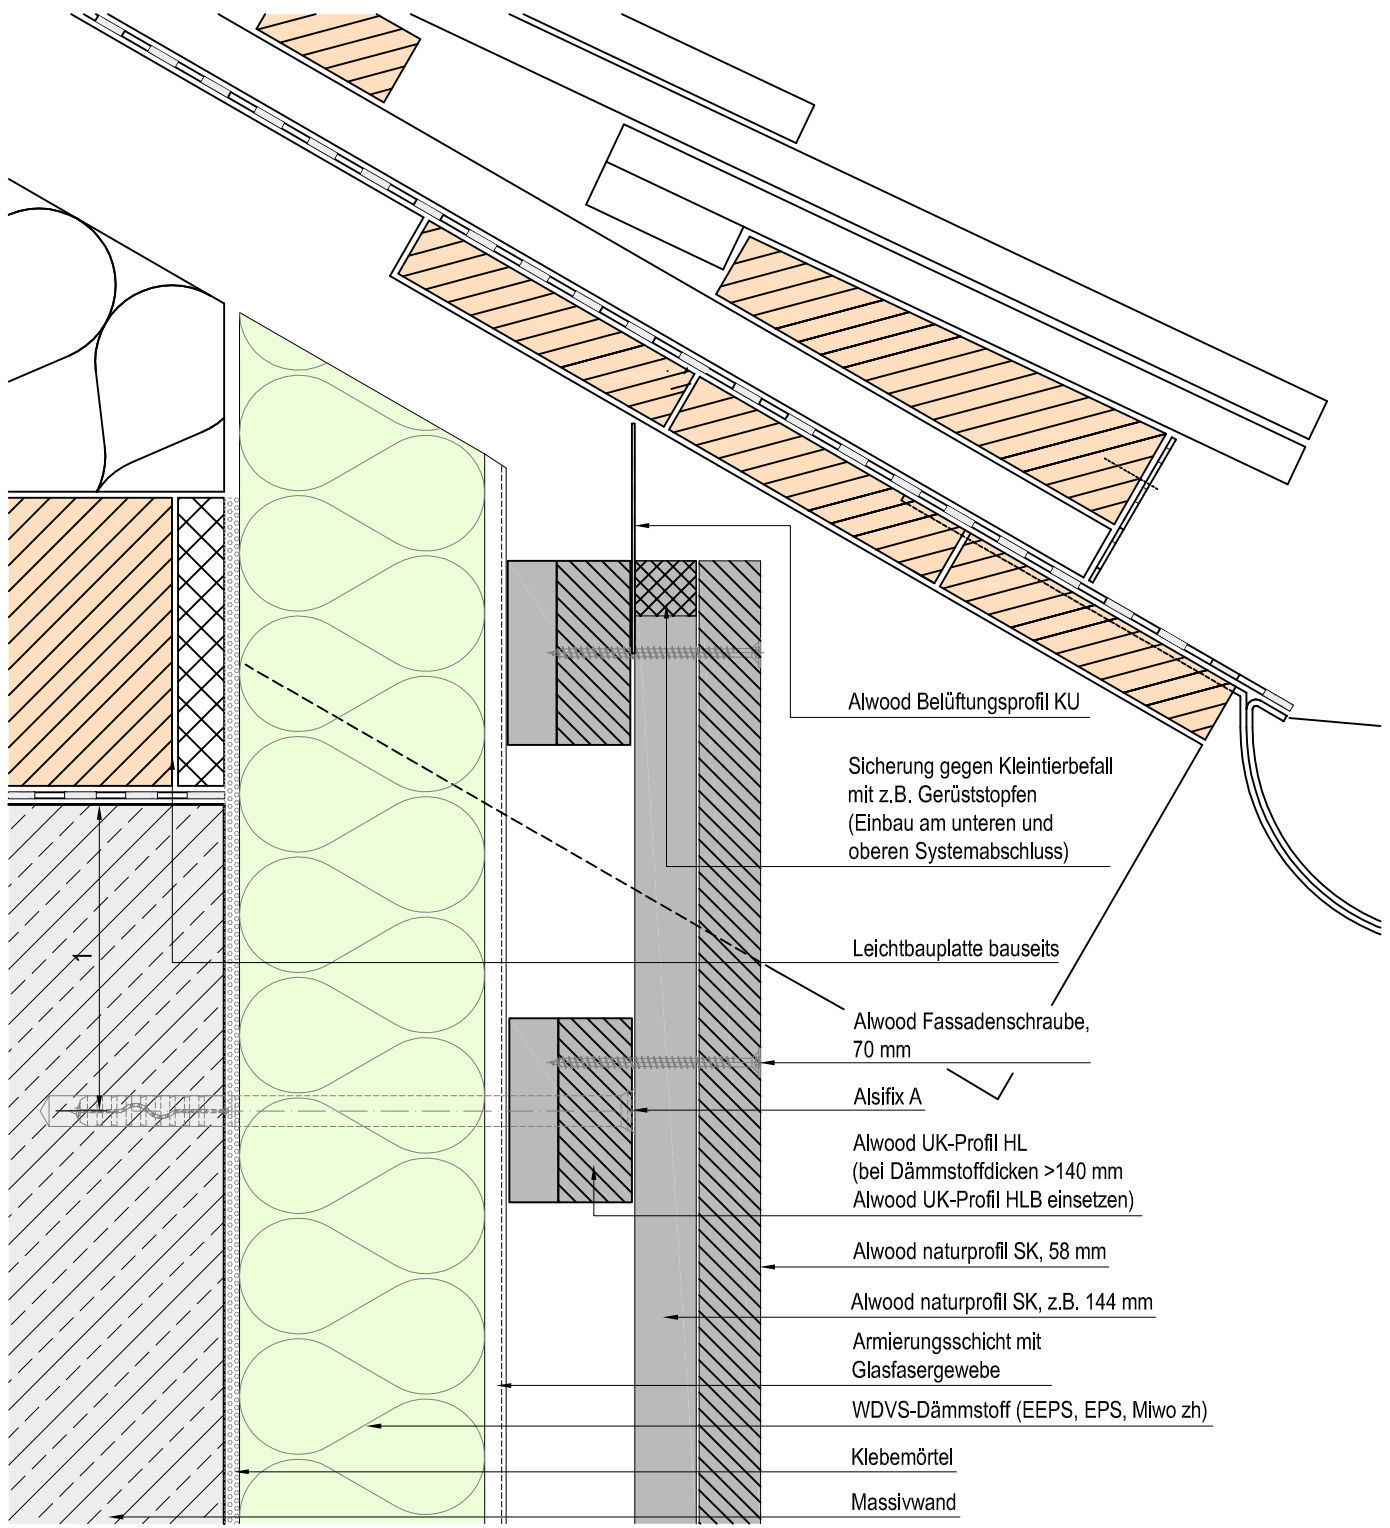 Alwood Belüftungsprofil KU
Sicherung gegen Kleintierbefall
mit z.B. Gerüststopfen
(Einbau am unteren und
oberen Systemabschluss)
Leichtbauplatte bauseits
1
Alwood Fassadenschraube,
70 mm
Alsifix A
Alwood UK-Profil HL
(bei Dämmstoffdicken >140 mm
Alwood UK-Profil HLB einsetzen)
Alwood naturprofil SK, 58 mm
Alwood naturprofil SK, z.B. 144 mm
Armierungsschicht mit
Glasfasergewebe
WDVS-Dämmstoff (EEPS, EPS, Miwo zh)
Klebemörtel
Massivwand